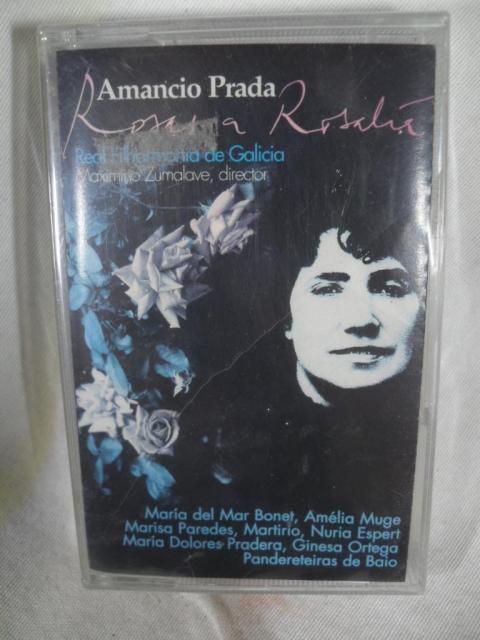 Amancio Prada
Rosas a Rosalía
Real Filharmonía de Galicia
Maximino Zumalave, director
María del Mar Bonet, Amélia Muge
Marisa Paredes, Martirio, Nuria Espert
María Dolores Pradera, Ginesa Ortega
Pandereteiras de Baio